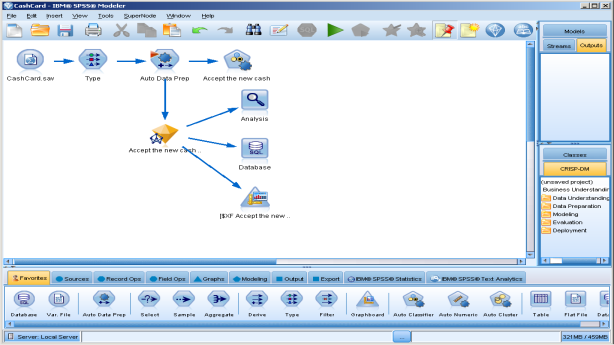 CashCard - IBM® SPSS® Modeler
File Edit Insert View Tools SuperNode Window Help
CashCard.sav Type Auto Data Prep Accept the new cash
Analysis
Accept the new cash ..
SQL
Database
[$XF Accept the new ..
Models
Streams Outputs
Classes
CRISP-DM
(unsaved project)
Business Understandin
Data Understanding
Data Preparation
Modeling
Evaluation
Deployment
Favorites Sources Record Ops Field Ops Graphs Modeling Output Export IBM® SPSS® Statistics IBM® SPSS® Text Analytics
Database Var. File Auto Data Prep Select Sample Aggregate Derive Type Filter Graphboard Auto Classifier Auto Numeric Auto Cluster Table Flat File Data
Server: Local Server ... 321MB / 459MB